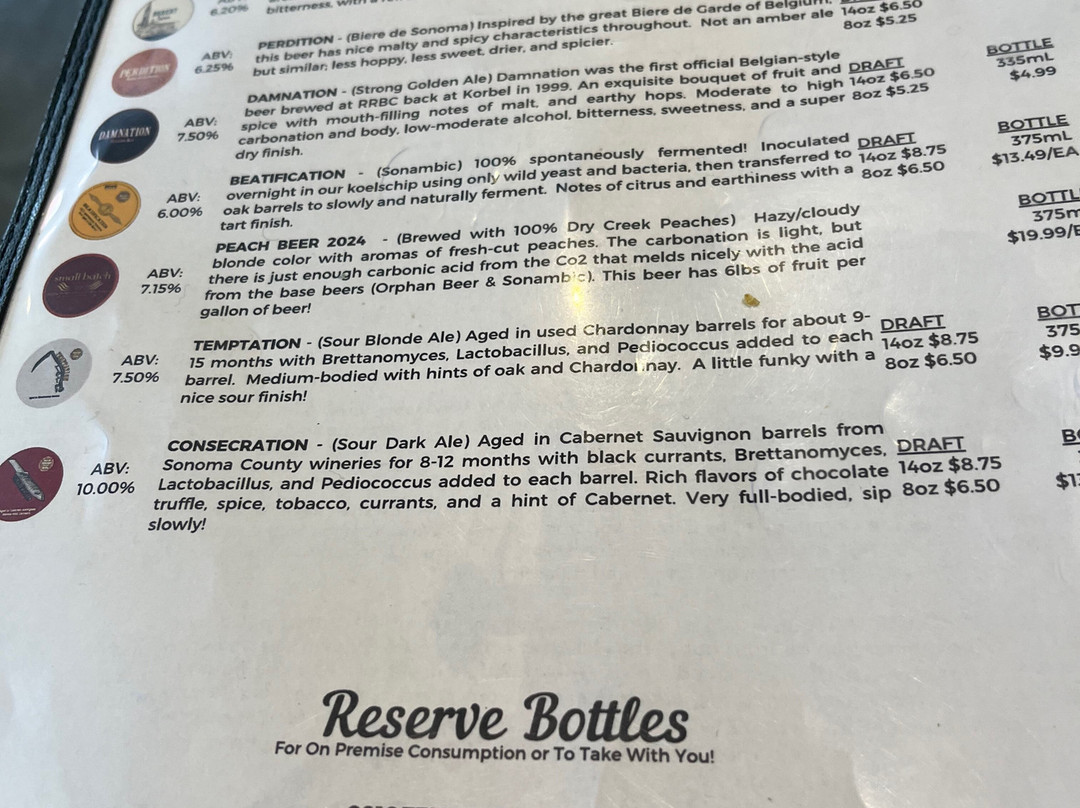 6.20%
bitterness, with a
14oz $6.50
8oz $5.25
PERDITION
ABV:
6.25%
PERDITION - (Biere de Sonoma) Inspired by the great Biere de Garde of Belgium,
this beer has nice malty and spicy characteristics throughout. Not an amber ale
but similar; less hoppy, less sweet, drier, and spicier.
DAMNATION
ABV:
7.50%
DAMNATION - (Strong Golden Ale) Damnation was the first official Belgian-style
beer brewed at RRBC back at Korbel in 1999. An exquisite bouquet of fruit and
spice with mouth-filling notes of malt, and earthy hops. Moderate to high
carbonation and body, low-moderate alcohol, bitterness, sweetness, and a super
dry finish.
DRAFT
14oz $6.50
8oz $5.25
BOTTLE
335mL
$4.99
ABV:
6.00%
BEATIFICATION - (Sonambic) 100% spontaneously fermented! Inoculated
overnight in our koelschip using only wild yeast and bacteria, then transferred to
oak barrels to slowly and naturally ferment. Notes of citrus and earthiness with a
tart finish.
DRAFT
14oz $8.75
8oz $6.50
BOTTLE
375mL
$13.49/EA
small batch
ABV:
7.15%
PEACH BEER 2024 - (Brewed with 100% Dry Creek Peaches) Hazy/cloudy
blonde color with aromas of fresh-cut peaches. The carbonation is light, but
there is just enough carbonic acid from the Co2 that melds nicely with the acid
from the base beers (Orphan Beer & Sonambic). This beer has 6lbs of fruit per
gallon of beer!
BOTTL
375m
$19.99/E
ABV:
7.50%
TEMPTATION - (Sour Blonde Ale) Aged in used Chardonnay barrels for about 9-
15 months with Brettanomyces, Lactobacillus, and Pediococcus added to each
barrel. Medium-bodied with hints of oak and Chardonnay. A little funky with a
nice sour finish!
DRAFT
14oz $8.75
8oz $6.50
BOT
375
$9.9
ABV:
10.00%
CONSECRATION - (Sour Dark Ale) Aged in Cabernet Sauvignon barrels from
Sonoma County wineries for 8-12 months with black currants, Brettanomyces,
Lactobacillus, and Pediococcus added to each barrel. Rich flavors of chocolate
truffle, spice, tobacco, currants, and a hint of Cabernet. Very full-bodied, sip
slowly!
DRAFT
14oz $8.75
8oz $6.50
Reserve Bottles
For On Premise Consumption or To Take With You!